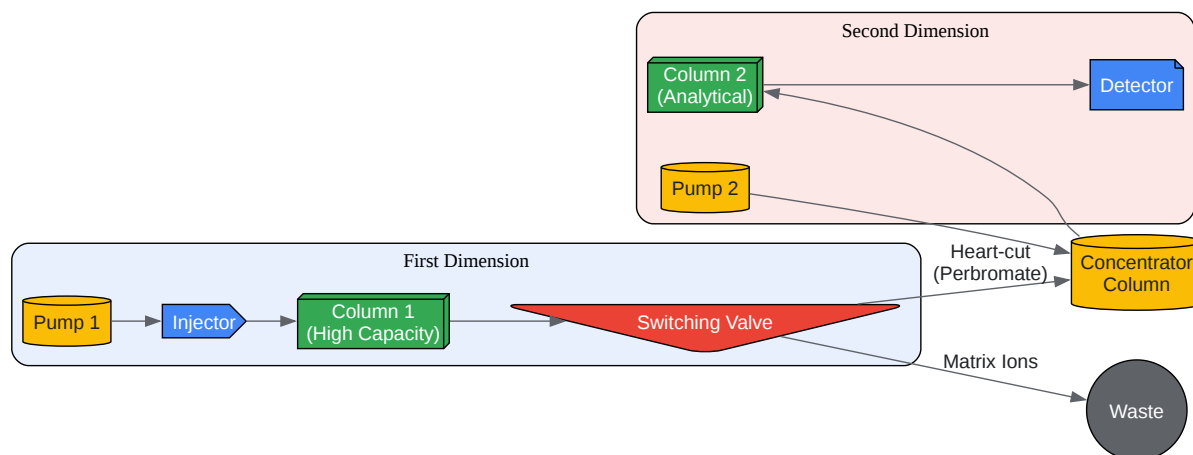 Second Dimension
Column 2
(Analytical)
Detector
Pump 2
First Dimension
Heart-cut
(Perbromate)
Concentrator
Column
Pump 1
Injector
Column 1
(High Capacity)
Switching Valve
Matrix Ions
Waste